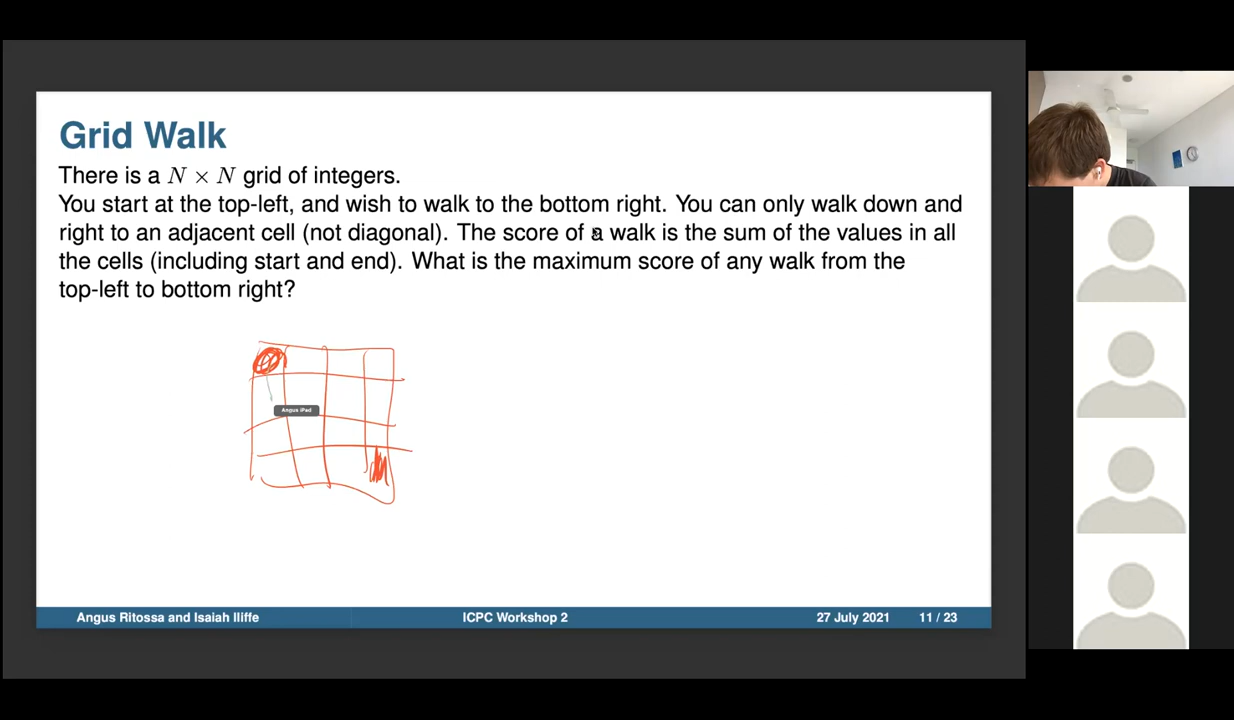 Grid Walk
There is a N × N grid of integers.
You start at the top-left, and wish to walk to the bottom right. You can only walk down and
right to an adjacent cell (not diagonal). The score of a walk is the sum of the values in all
the cells (including start and end). What is the maximum score of any walk from the
top-left to bottom right?
Angus iPad
Angus Ritossa and Isaiah Iliffe ICPC Workshop 2 27 July 2021 11 / 23